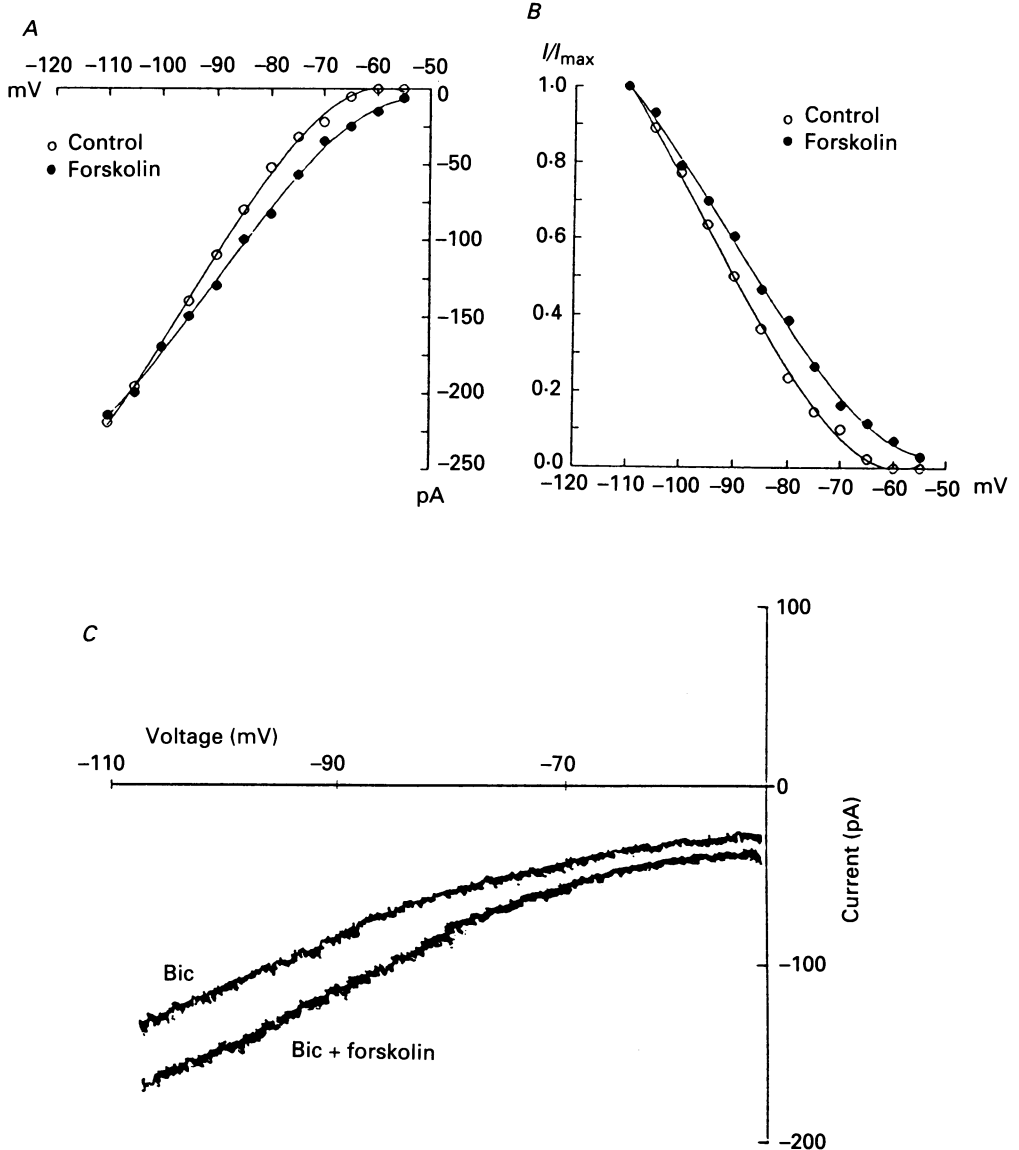 A
−120 −110 −100 −90 −80 −70 −60 −50
mV
0
−50
−100
−150
−200
−250
pA
Control
Forskolin
B
I/Imax
1·0
0·8
0·6
0·4
0·2
0·0
−120 −110 −100 −90 −80 −70 −60 −50 mV
Control
Forskolin
C
Voltage (mV)
−110 −90 −70
100
0
−100
−200
Current (pA)
Bic
Bic + forskolin